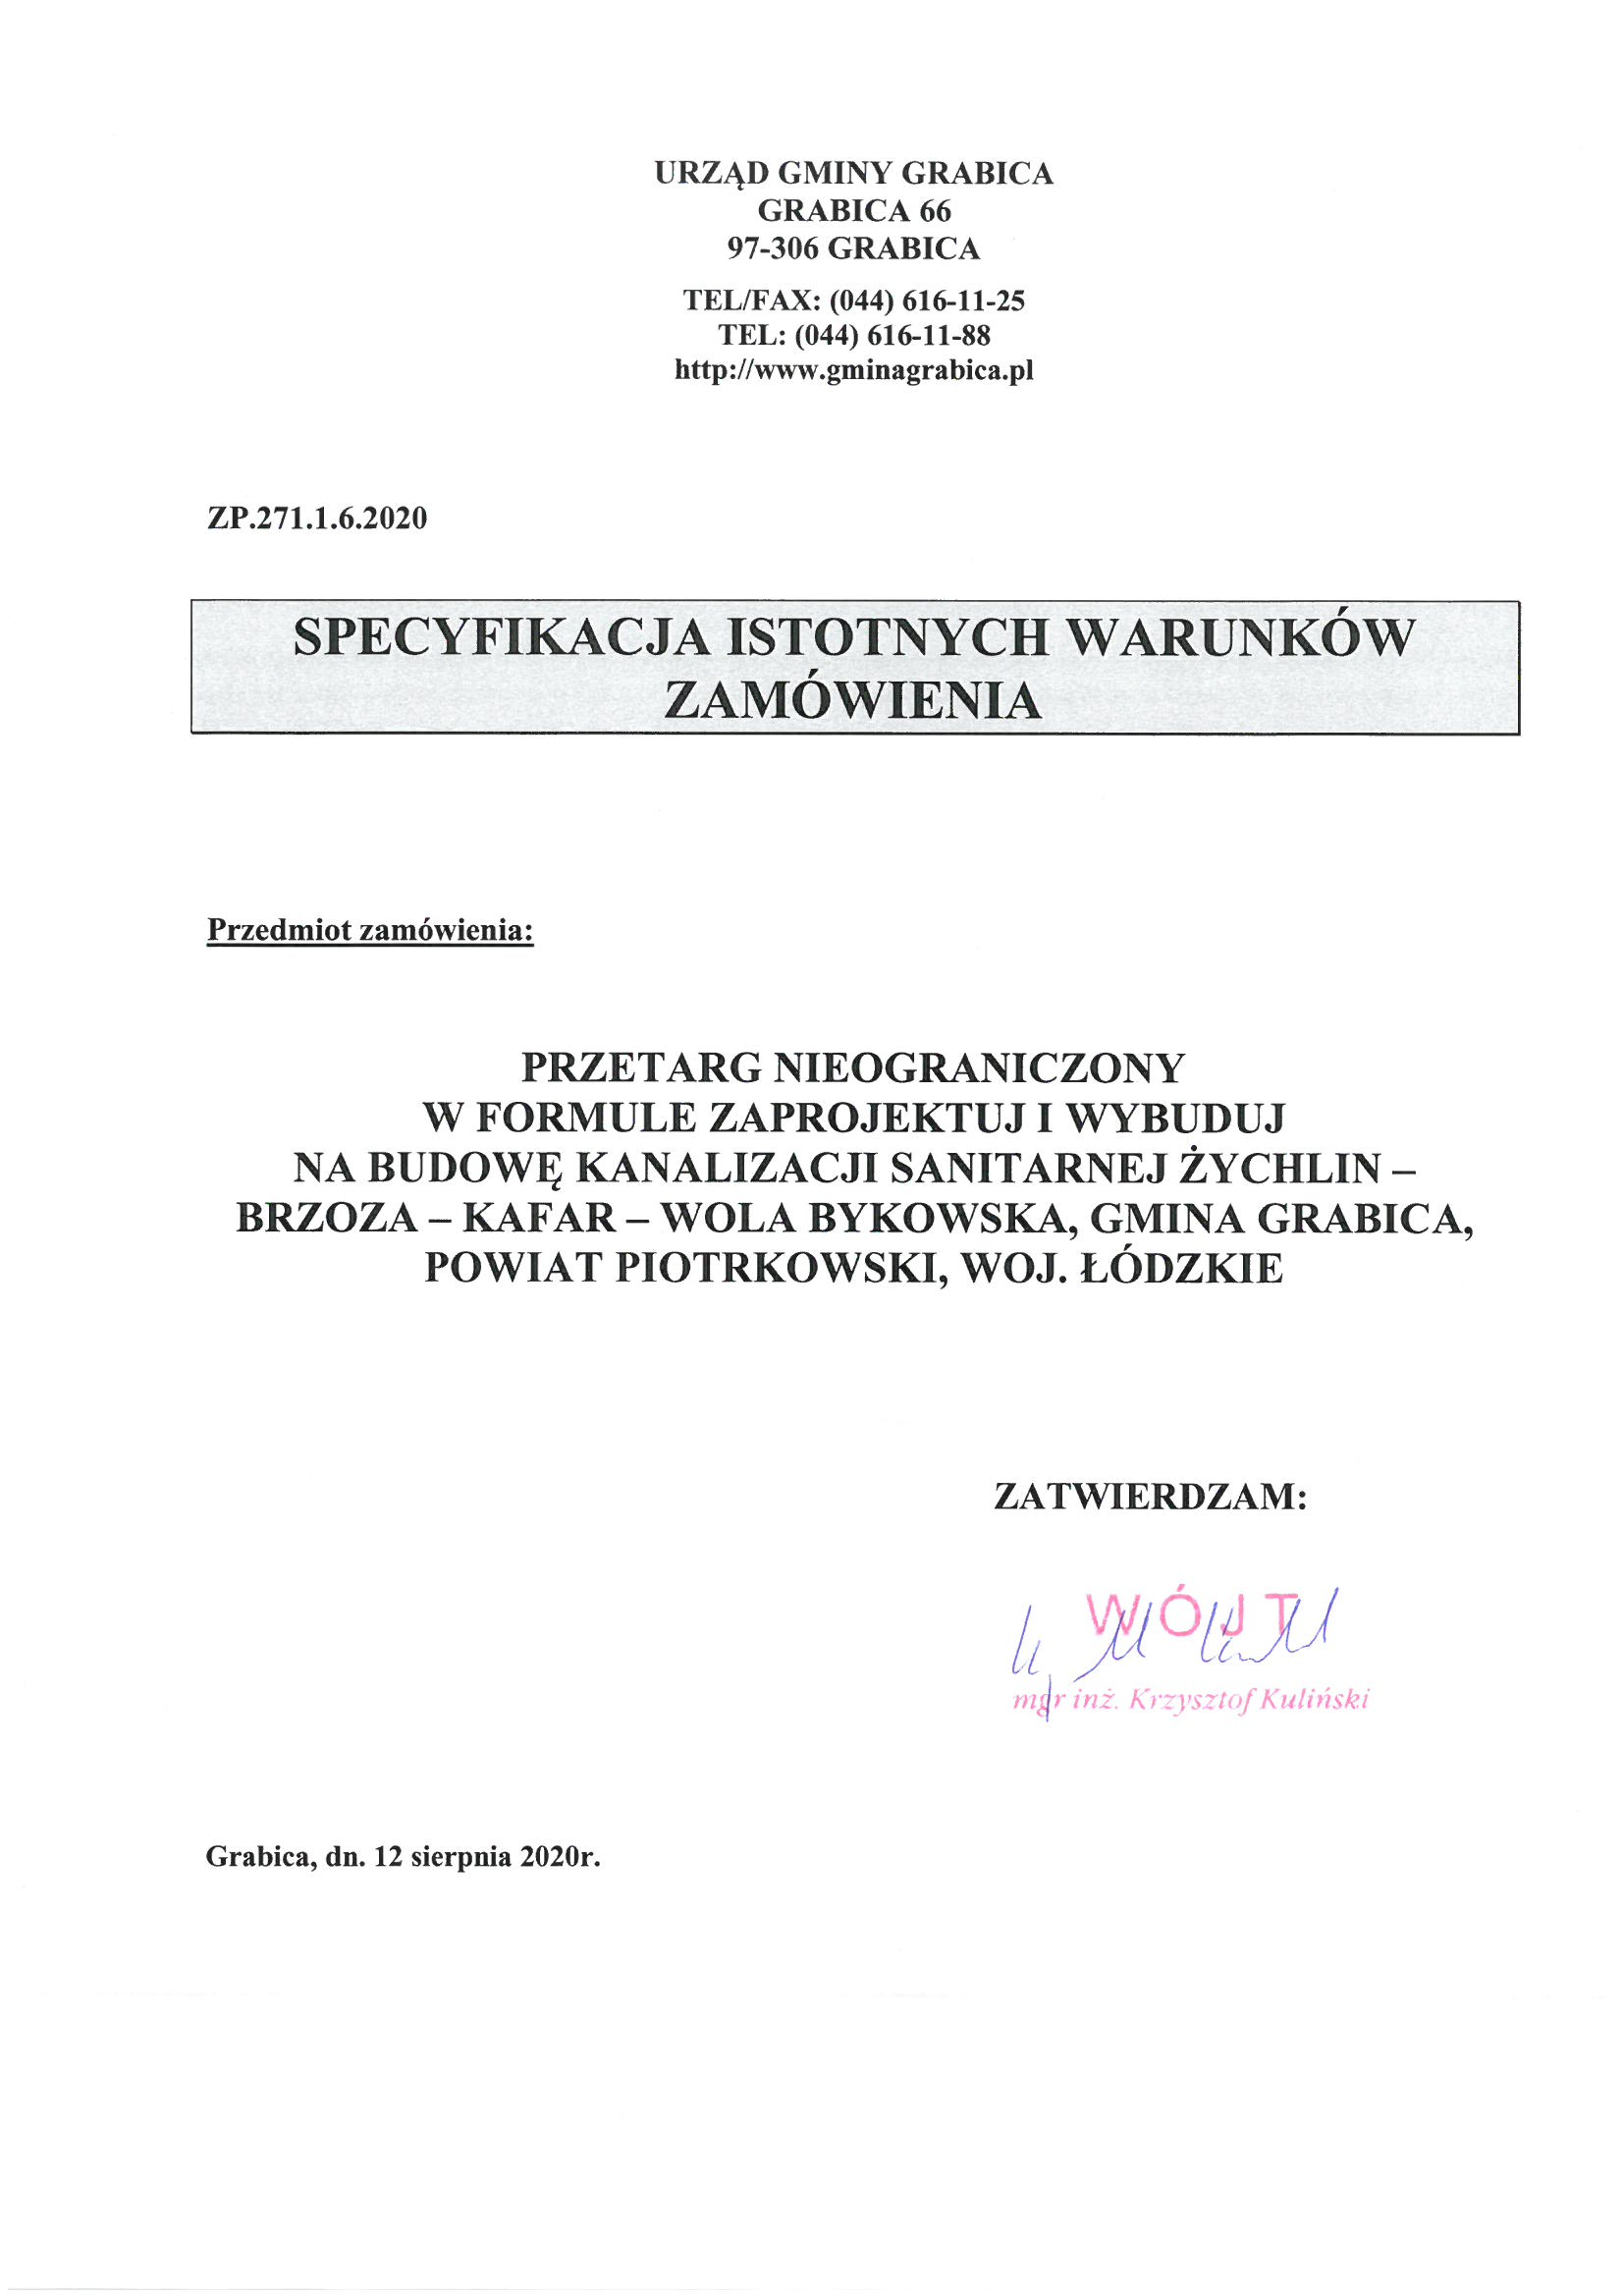 URZĄD GMINY GRABICA
GRABICA 66
97-306 GRABICA
TEL/FAX: (044) 616-11-25
TEL: (044) 616-11-88
http://www.gminagrabica.pl
ZP.271.1.6.2020
SPECYFIKACJA ISTOTNYCH WARUNKÓW
ZAMÓWIENIA
Przedmiot zamówienia:
PRZETARG NIEOGRANICZONY
W FORMULE ZAPROJEKTUJ I WYBUDUJ
NA BUDOWĘ KANALIZACJI SANITARNEJ ŻYCHLIN –
BRZOZA – KAFAR – WOLA BYKOWSKA, GMINA GRABICA,
POWIAT PIOTRKOWSKI, WOJ. ŁÓDZKIE
ZATWIERDZAM:
WÓJT
mgr inż. Krzysztof Kuliński
Grabica, dn. 12 sierpnia 2020r.